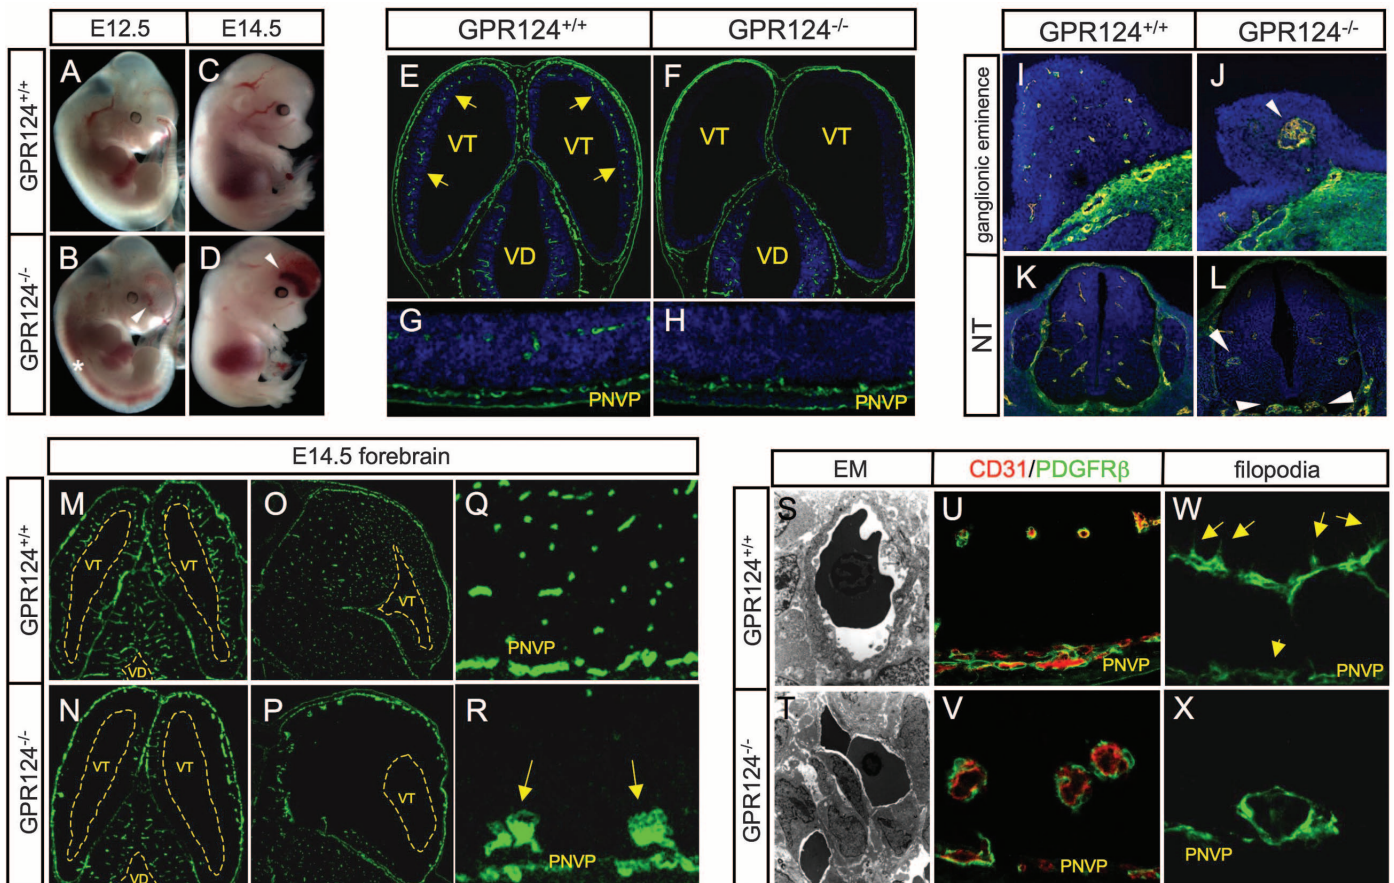 E12.5 E14.5
GPR124+/+
A C
GPR124-/-
B D
*
GPR124+/+ GPR124-/-
E F
VT VT VT VT
VD VD
G H
PNVP PNVP
GPR124+/+ GPR124-/-
ganglionic eminence
I J
NT
K L
E14.5 forebrain
GPR124+/+
M O Q
VT VT VT
VD
PNVP
GPR124-/-
N P R
VT VT VT
VD
PNVP
EM CD31/PDGFRβ filopodia
GPR124+/+
S U W
PNVP PNVP
GPR124-/-
T V X
PNVP PNVP